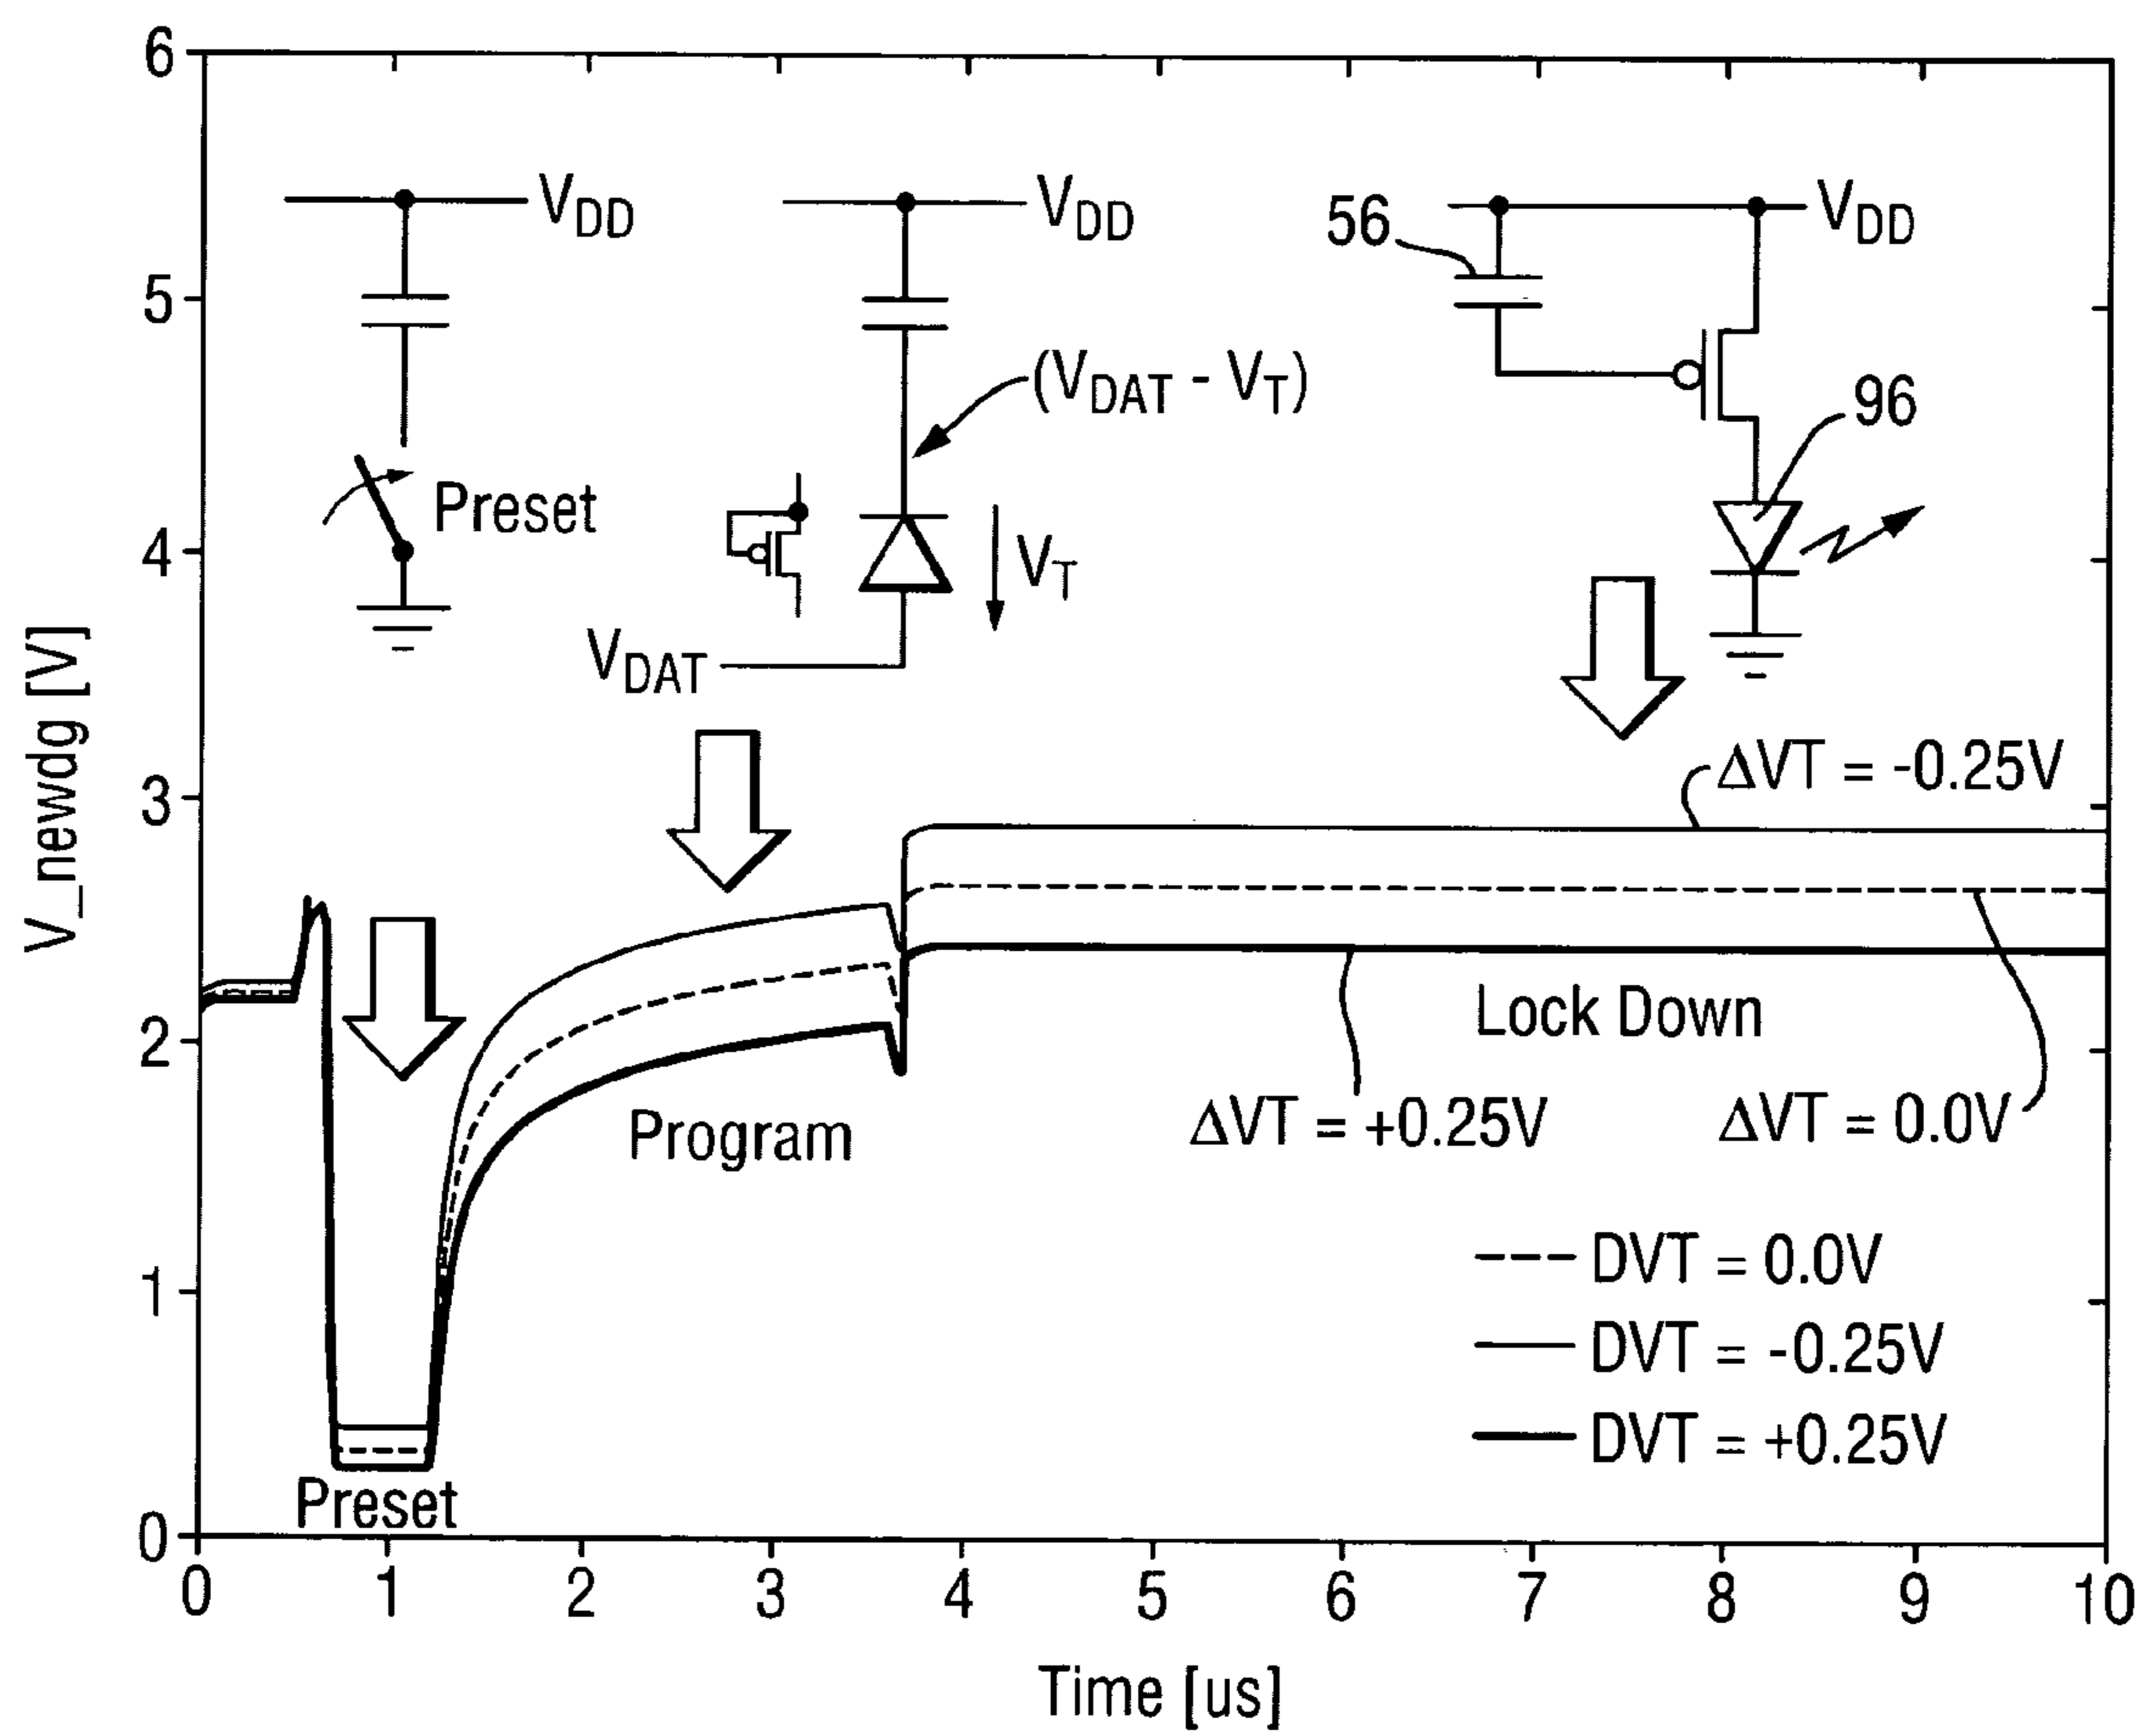 6
5
4
3
2
1
0
V_newdg [V]
0 1 2 3 4 5 6 7 8 9 10
Time [us]
VDD
Preset
VDD
(VDAT - VT)
VT
VDAT
56
VDD
96
ΔVT = -0.25V
Lock Down
ΔVT = +0.25V
ΔVT = 0.0V
Program
Preset
DVT = 0.0V
DVT = -0.25V
DVT = +0.25V